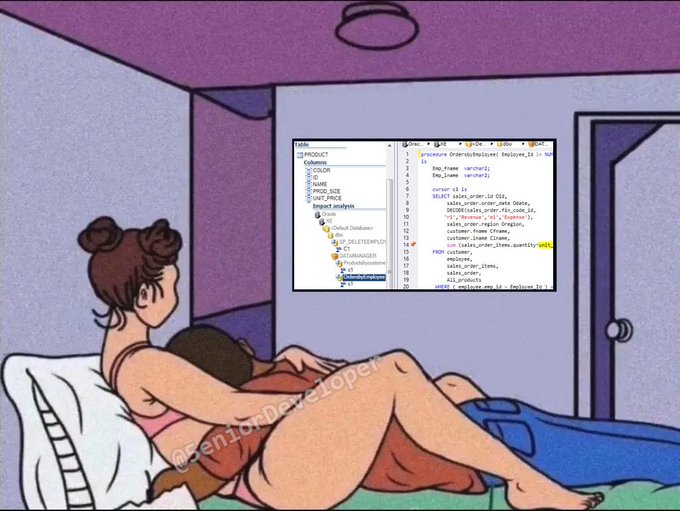 Table
PRODUCT
Columns
COLOR
ID
NAME
PROD_SIZE
UNIT_PRICE
Impact analysis
Oracle
XE
<Default Database>
dbo
SP_DELETEEMPLOY
C1
DATAMANAGER
Productsbycustome
c1
OrdersbyEmployee
c1
Orac... XE <De... dbo DAT...
1 procedure OrdersbyEmployee( Employee_Id in NUM
2 is
3 Emp_Fname varchar2;
4 Emp_lname varchar2;
5
6 cursor c1 is
7 SELECT sales_order.id Oid,
8 sales_order.order_date Odate,
9 DECODE(sales_order.fin_code_id,
10 'r1','Revenue','e1','Expense'),
11 sales_order.region Oregion,
12 customer.fname Cfname,
13 customer.lname Clname,
14 sum (sales_order_items.quantity*unit_
15 FROM customer,
16 employee,
17 sales_order_items,
18 sales_order,
19 All_products
20 WHERE ( employee.emp_id = Employee_Id ) =
@5eniorDeveloper